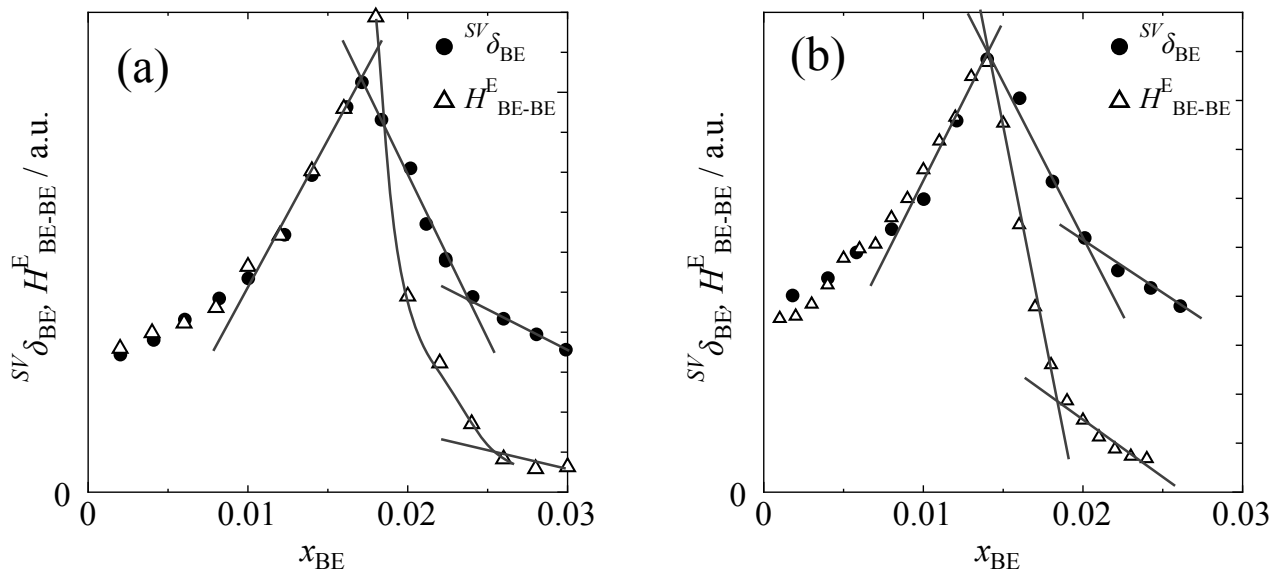 (a)
SVδBE
HEBE-BE
SVδBE, HEBE-BE / a.u.
0
0 0.01 0.02 0.03
xBE
(b)
SVδBE
HEBE-BE
SVδBE, HEBE-BE / a.u.
0
0 0.01 0.02 0.03
xBE